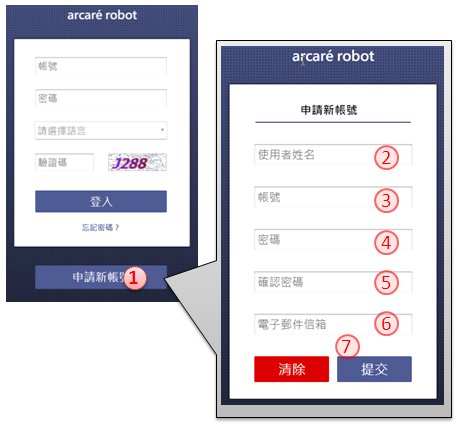 arcaré robot
帳號
密碼
請選擇語言
驗證碼
J288
登入
忘記密碼？
申請新帳號
1
arcaré robot
申請新帳號
使用者姓名
2
帳號
3
密碼
4
確認密碼
5
電子郵件信箱
6
7
清除
提交